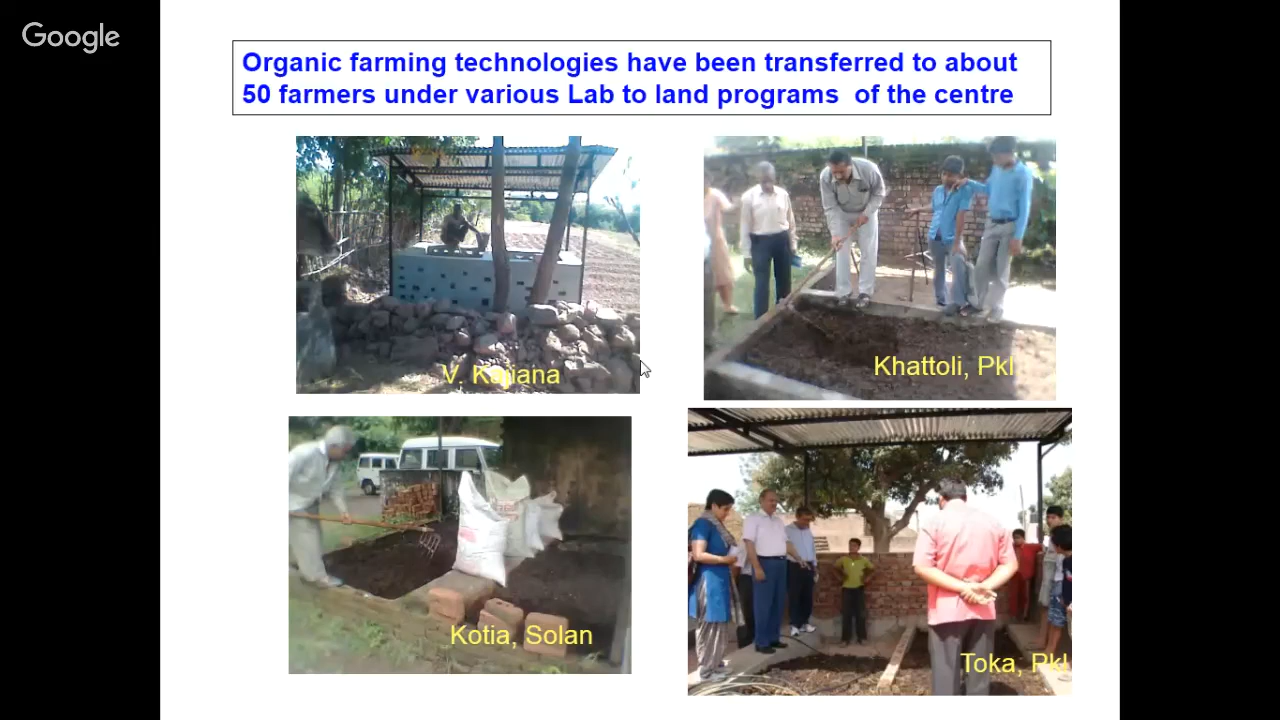 Google
Organic farming technologies have been transferred to about
50 farmers under various Lab to land programs of the centre
V. Kajiana
Khattoli, Pkl
Kotia, Solan
Toka, Pkl